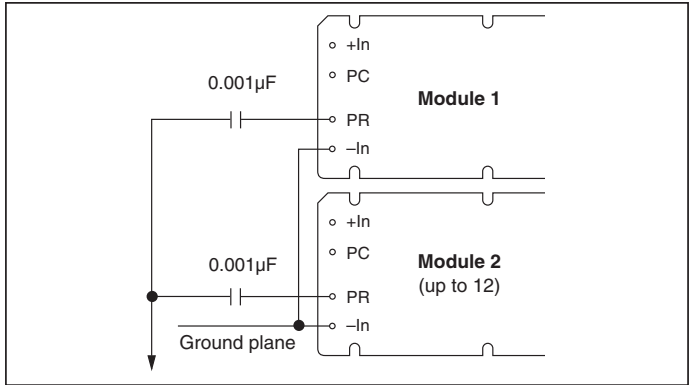 +In
PC
0.001µF
Module 1
PR
–In
+In
PC
0.001µF
Module 2
(up to 12)
PR
–In
Ground plane